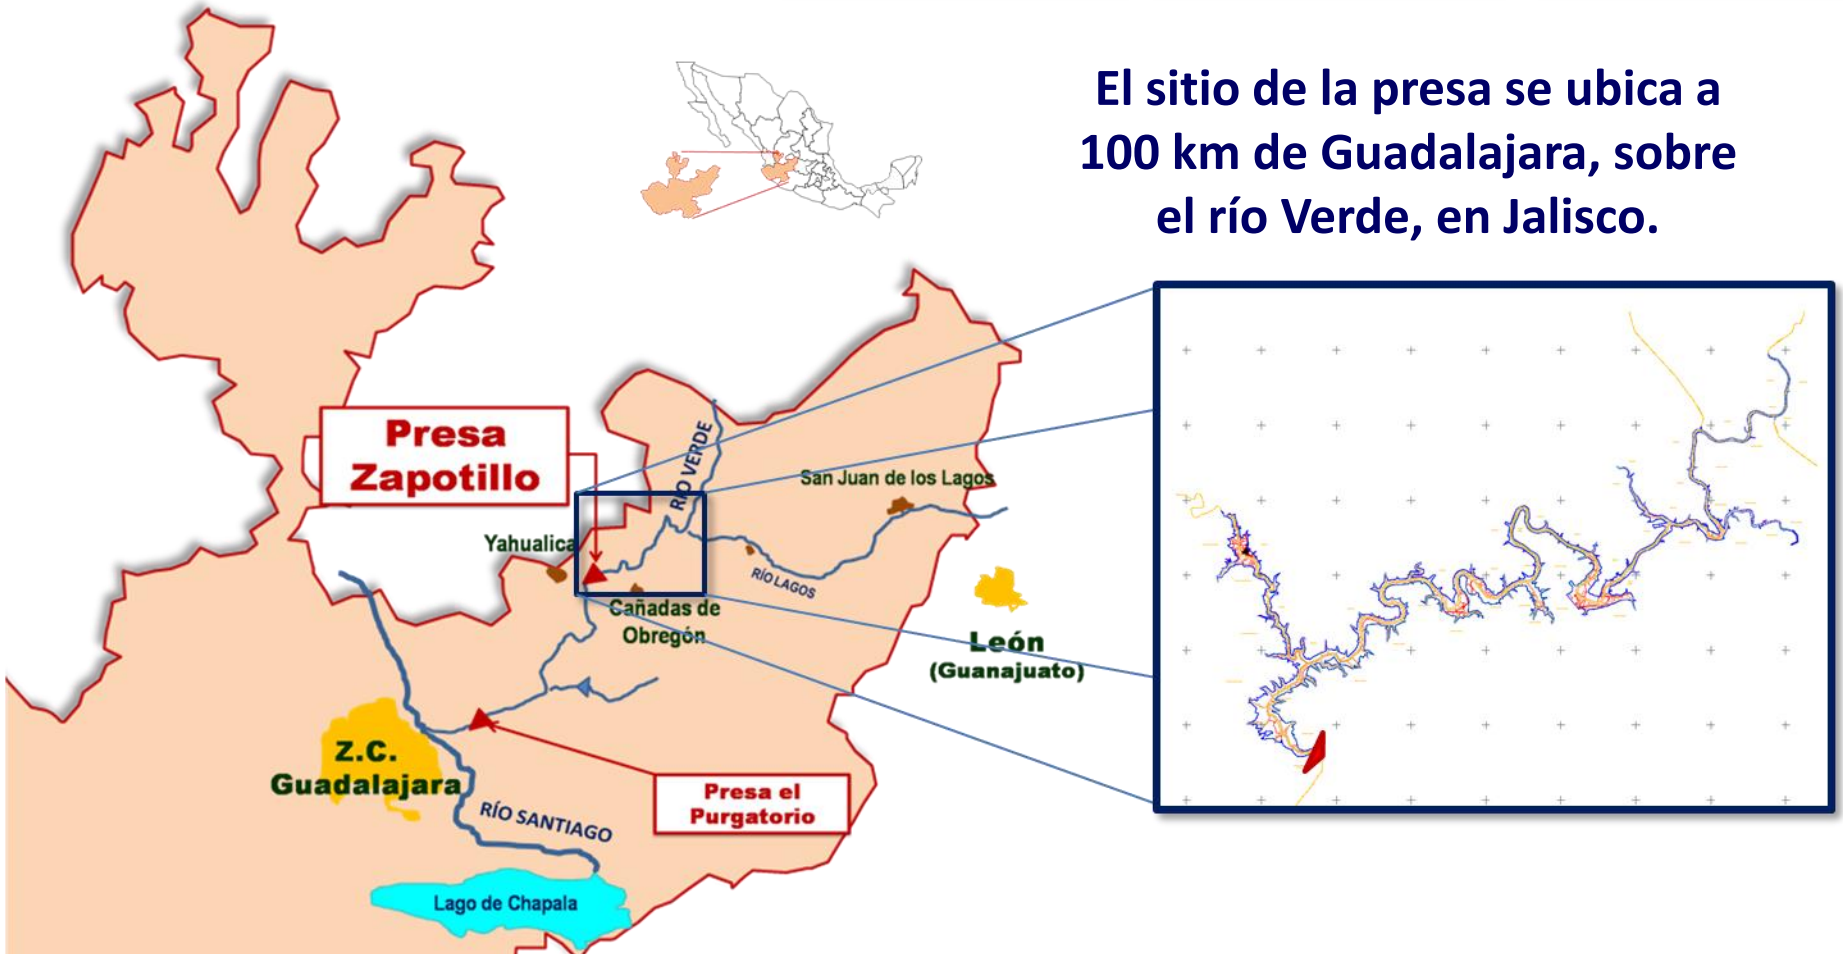 El sitio de la presa se ubica a
100 km de Guadalajara, sobre
el río Verde, en Jalisco.
Presa
Zapotillo
RÍO VERDE
San Juan de los Lagos
Yahualica
RÍO LAGOS
Cañadas de
Obregón
León
(Guanajuato)
Z.C.
Guadalajara
Presa el
Purgatorio
RÍO SANTIAGO
Lago de Chapala